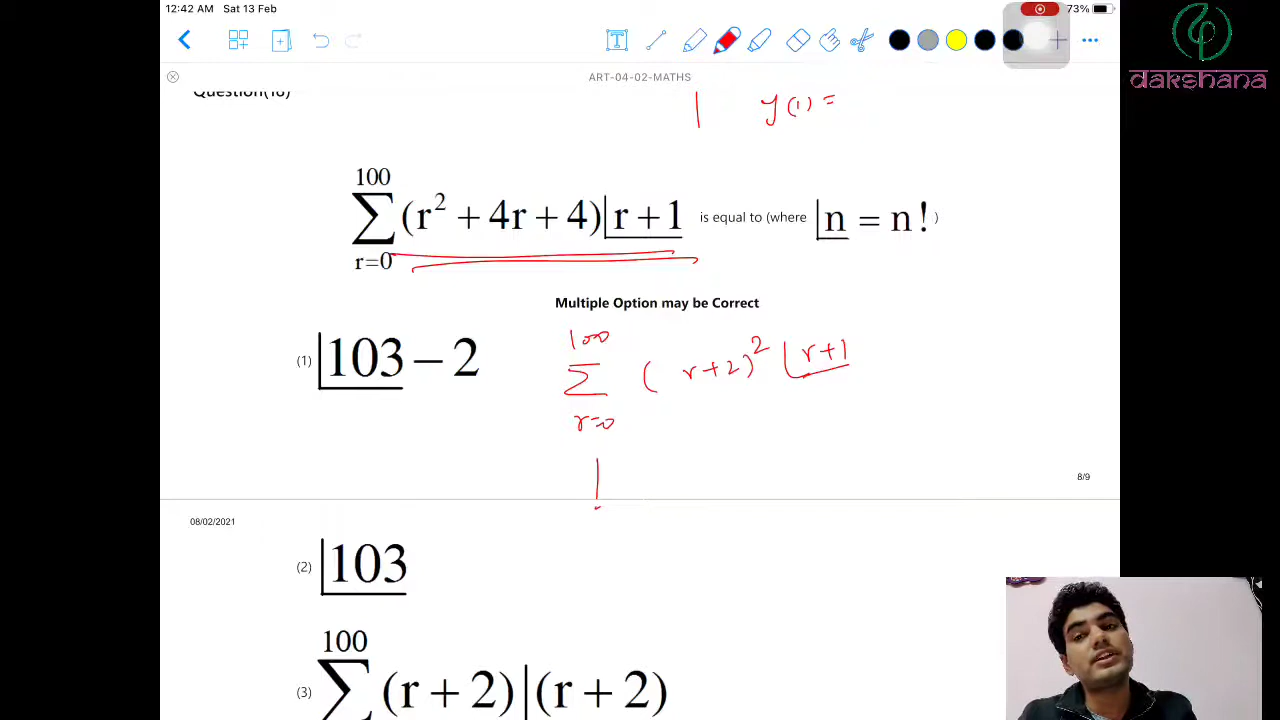 12:42 AM Sat 13 Feb 73%
dakshana
ART-04-02-MATHS
Question(18)
y(1) =
100
∑ (r² + 4r + 4)|r + 1 is equal to (where |n = n! )
r=0
Multiple Option may be Correct
(1) |103 − 2
100
∑ (r+2)² |r+1
r=0
8/9
08/02/2021
(2) |103
100
(3) ∑ (r + 2)|(r + 2)